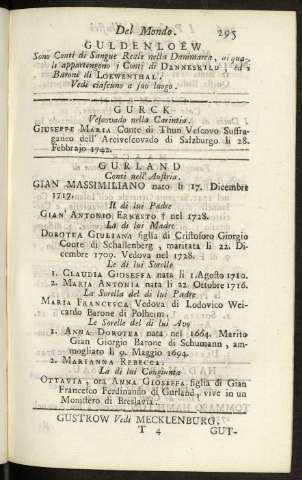 Del Mondo. 295
GULDENLOEW
Sono Conti di Sangue Reale nella Danimarca, ai qua-
li appartengono i Conti di DANNESKILD; ed i
Baroni di LOEWENTHAL.
Vedi ciascuno a suo luogo.
GURCK
Vescovado nella Carintia.
GIUSEPPE MARIA Conte di Thun Vescovo Suffra-
ganeo dell' Arcivescovado di Salzburgo li 28.
Febbrajo 1742.
GURLAND
Conti nell'Austria.
GIAN MASSIMILIANO nato li 17. Dicembre
1717.
Il di lui Padre
GIAN ANTONIO ERNESTO † nel 1728.
La di lui Madre
DOROTEA GIULIANA figlia di Cristoforo Giorgio
Conte di Schallenberg, maritata li 22. Di-
cembre 1709. Vedova nel 1728.
Le di lui Sorelle
1. CLAUDIA GIOSEFFA nata li 1. Agosto 1710.
2. MARIA ANTONIA nata li 22. Ottobre 1716.
La Sorella del di lui Padre
MARIA FRANCESCA Vedova di Lodovico Wei-
cardo Barone di Polheim.
Le Sorelle del di lui Avo
1. ANNA DOROTEA nata nel 1664. Marito
Gian Giorgio Barone di Schumann, am-
mogliato li 9. Maggio 1694.
2. MARIANNA REBECCA.
La di lui Congiunta
OTTAVIA, ora ANNA GIOSEFFA figlia di Gian
Francesco Ferdinando di Gurland, vive in un
Monistero di Breslavia.
GUSTROW Vedi MECKLENBURG.
T 4 GUT-